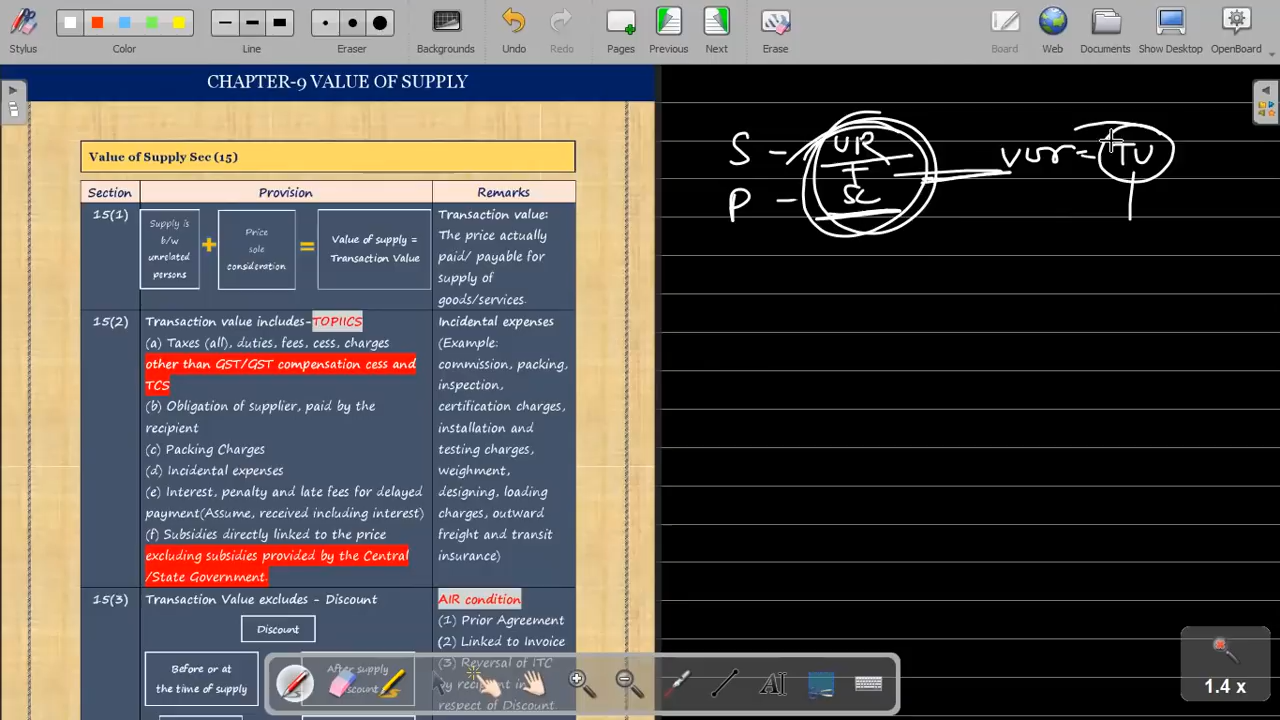 Stylus
Color
Line
Eraser
Backgrounds
Undo
Redo
Pages
Previous
Next
Erase
Board
Web
Documents
Show Desktop
OpenBoard
CHAPTER-9 VALUE OF SUPPLY
Value of Supply Sec (15)
Section Provision Remarks
15(1)
Supply is
b/w
unrelated
persons
+
Price
sole
consideration
=
Value of supply =
Transaction Value
Transaction value:
The price actually
paid/ payable for
supply of
goods/services.
15(2)
Transaction value includes-TOPIICS
(a) Taxes (all), duties, fees, cess, charges
other than GST/GST compensation cess and
TCS
(b) Obligation of supplier, paid by the
recipient
(c) Packing Charges
(d) Incidental expenses
(e) Interest, penalty and late fees for delayed
payment(Assume, received including interest)
(f) Subsidies directly linked to the price
excluding subsidies provided by the Central
/State Government.
Incidental expenses
(Example:
commission, packing,
inspection,
certification charges,
installation and
testing charges,
weighment,
designing, loading
charges, outward
freight and transit
insurance)
15(3)
Transaction Value excludes - Discount
Discount
Before or at
the time of supply
After supply
discount
AIR condition
(1) Prior Agreement
(2) Linked to Invoice
(3) Reversal of ITC
by recipient in
respect of Discount
S - UR
+
P - SC
= TV
1.4 x